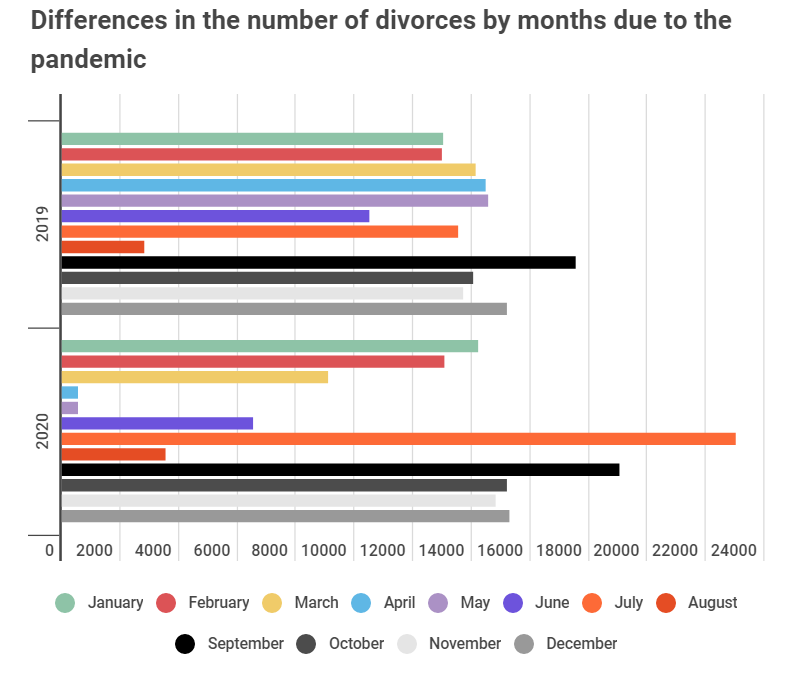 Differences in the number of divorces by months due to the
pandemic
2019
2020
0 2000 4000 6000 8000 10000 12000 14000 16000 18000 20000 22000 24000
January February March April May June July August
September October November December